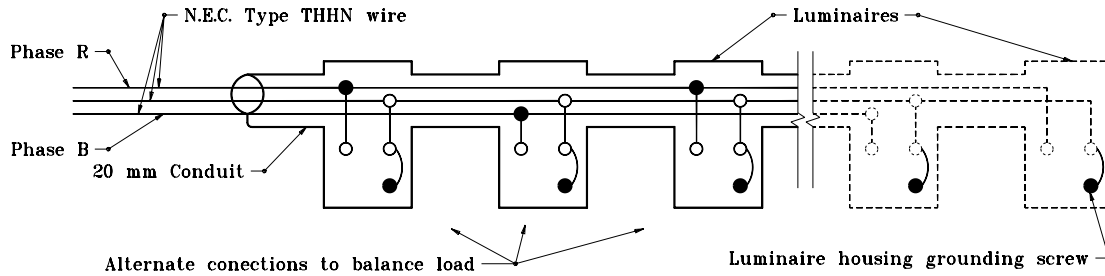 N.E.C. Type THHN wire
Luminaires
Phase R
Phase B
20 mm Conduit
Alternate conections to balance load
Luminaire housing grounding screw